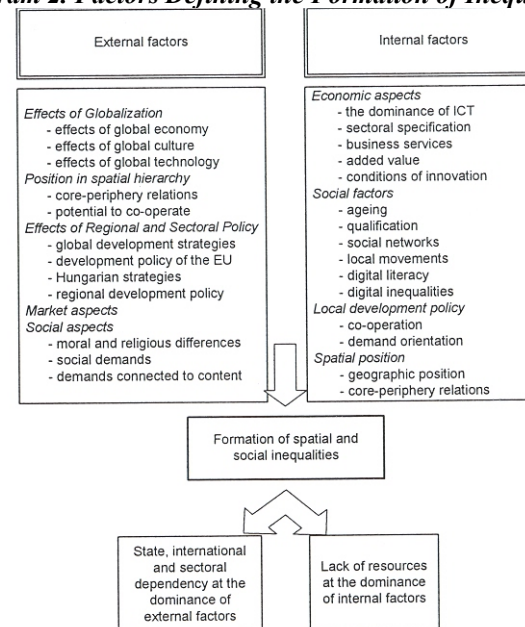 2. Factors Defining the Formation of
External factors
Internal factors
Effects of Globalization
- effects of global economy
- effects of global culture
- effects of global technology
Position in spatial hierarchy
- core-periphery relations
- potential to co-operate
Effects of Regional and Sectoral Policy
- global development strategies
- development policy of the EU
- Hungarian strategies
- regional development policy
Market aspects
Social aspects
- moral and religious differences
- social demands
- demands connected to content
Economic aspects
- the dominance of ICT
- sectoral specification
- business services
- added value
- conditions of innovation
Social factors
- ageing
- qualification
- social networks
- local movements
- digital literacy
- digital inequalities
Local development policy
- co-operation
- demand orientation
Spatial position
- geographic position
- core-periphery relations
Formation of spatial and
social inequalities
State, international
and sectoral
dependency at the
dominance of
external factors
Lack of resources
at the dominance
of internal factors